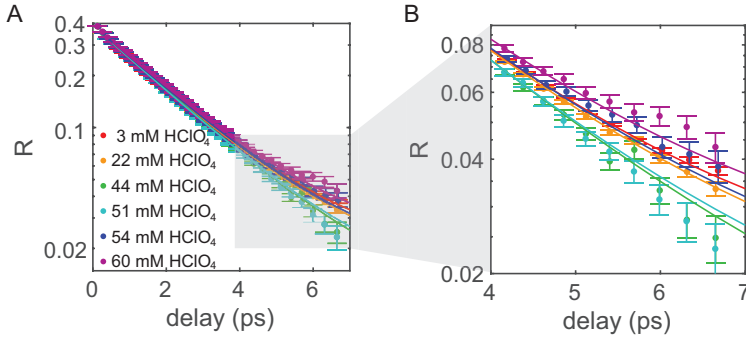 A
0.4
0.3
0.2
0.1
0.02
R
3 mM HClO₄
22 mM HClO₄
44 mM HClO₄
51 mM HClO₄
54 mM HClO₄
60 mM HClO₄
0 2 4 6
delay (ps)
B
0.08
0.06
0.04
0.02
R
4 5 6 7
delay (ps)